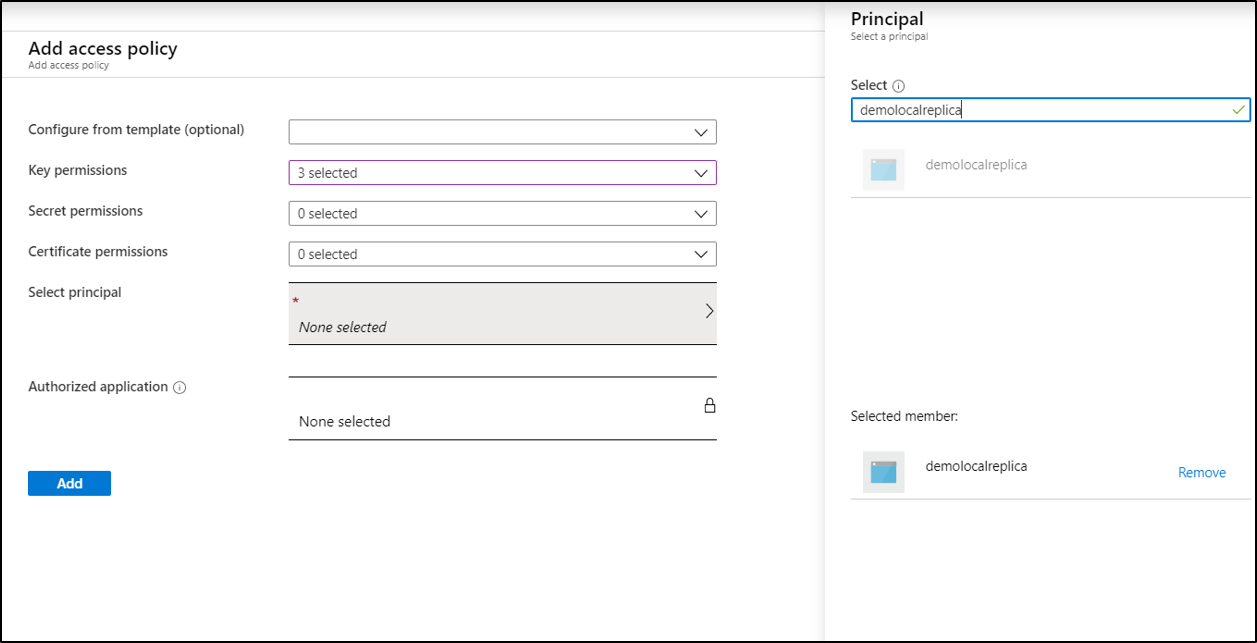 Add access policy
Add access policy
Configure from template (optional)
Key permissions
3 selected
Secret permissions
0 selected
Certificate permissions
0 selected
Select principal
*
None selected
Authorized application
None selected
Add
Principal
Select a principal
Select
demolocalreplica
demolocalreplica
Selected member:
demolocalreplica
Remove